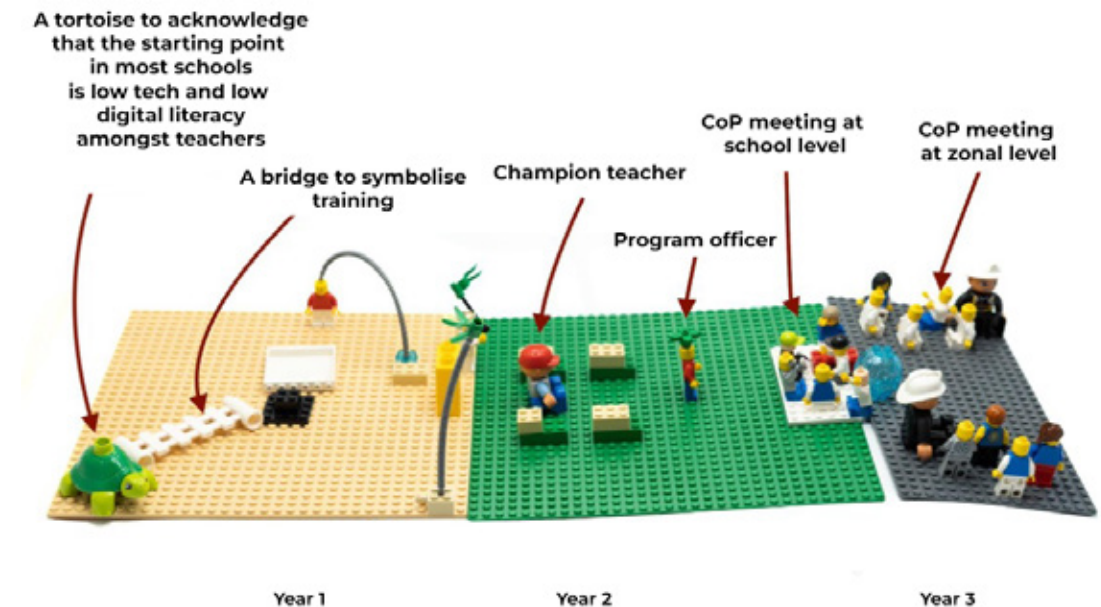 A tortoise to acknowledge
that the starting point
in most schools
is low tech and low
digital literacy
amongst teachers
A bridge to symbolise
training
Champion teacher
Program officer
CoP meeting at
school level
CoP meeting
at zonal level
Year 1
Year 2
Year 3